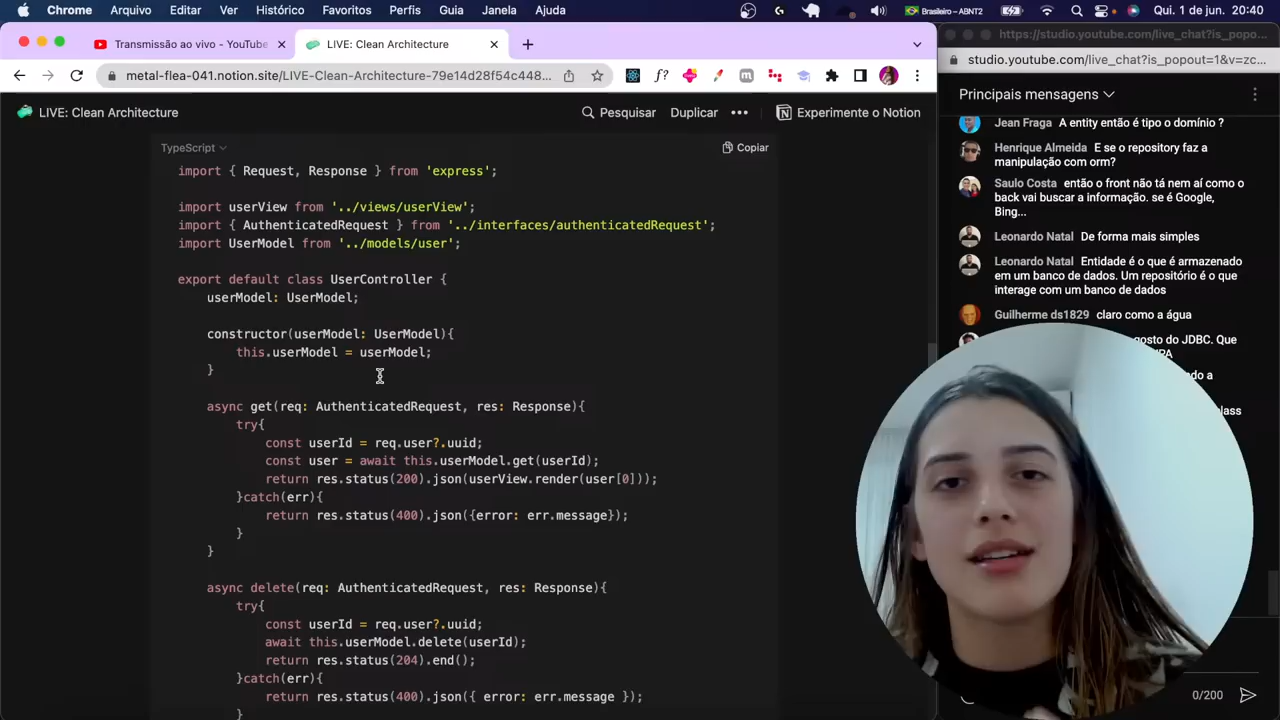 Chrome Arquivo Editar Ver Histórico Favoritos Perfis Guia Janela Ajuda
Brasileiro – ABNT2 Qui. 1 de jun. 20:40
Transmissão ao vivo - YouTube
LIVE: Clean Architecture
https://studio.youtube.com/live_chat?is_popo...
metal-flea-041.notion.site/LIVE-Clean-Architecture-79e14d28f54c448...
studio.youtube.com/live_chat?is_popout=1&v=zc...
LIVE: Clean Architecture
Pesquisar Duplicar ••• Experimente o Notion
TypeScript
Copiar
import { Request, Response } from 'express';
import userView from '../views/userView';
import { AuthenticatedRequest } from '../interfaces/authenticatedRequest';
import UserModel from '../models/user';
export default class UserController {
userModel: UserModel;
constructor(userModel: UserModel){
this.userModel = userModel;
}
async get(req: AuthenticatedRequest, res: Response){
try{
const userId = req.user?.uuid;
const user = await this.userModel.get(userId);
return res.status(200).json(userView.render(user[0]));
}catch(err){
return res.status(400).json({error: err.message});
}
}
async delete(req: AuthenticatedRequest, res: Response){
try{
const userId = req.user?.uuid;
await this.userModel.delete(userId);
return res.status(204).end();
}catch(err){
return res.status(400).json({ error: err.message });
}
Principais mensagens
Jean Fraga A entity então é tipo o domínio ?
Henrique Almeida E se o repository faz a
manipulação com orm?
Saulo Costa então o front não tá nem aí como o
back vai buscar a informação. se é Google,
Bing...
Leonardo Natal De forma mais simples
Leonardo Natal Entidade é o que é armazenado
em um banco de dados. Um repositório é o que
interage com um banco de dados
Guilherme ds1829 claro como a água
gosto do JDBC. Que
0/200